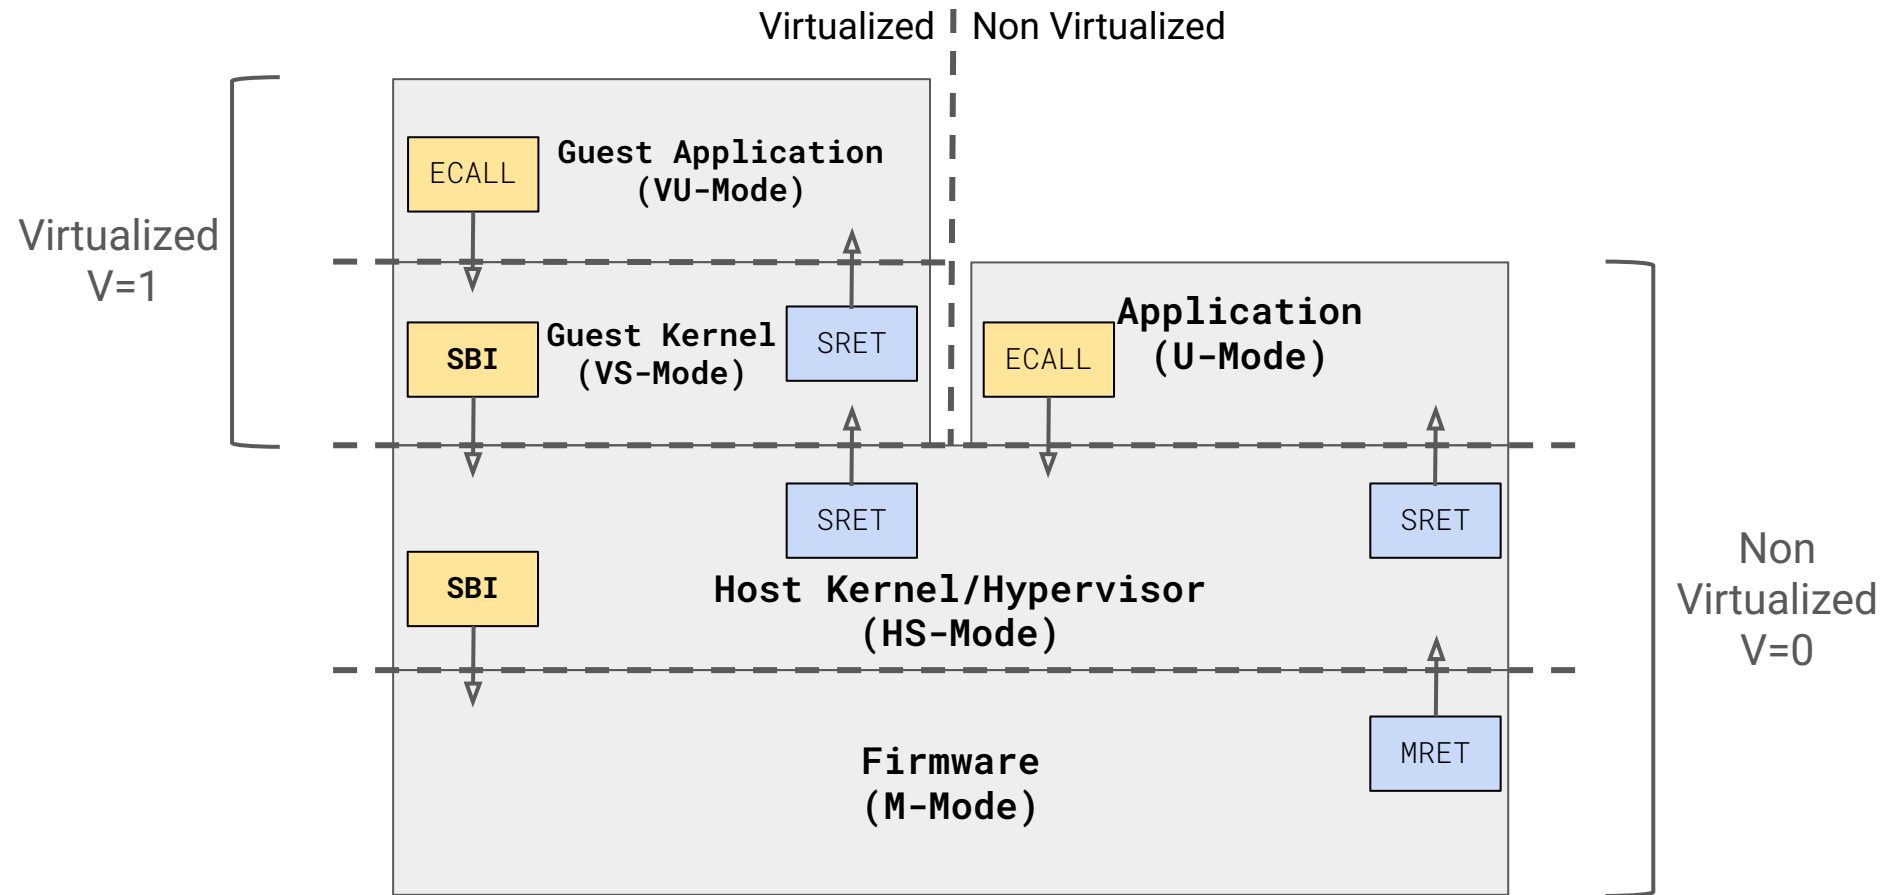 Virtualized
Non Virtualized
ECALL
Guest Application
(VU-Mode)
Virtualized
V=1
SBI
Guest Kernel
(VS-Mode)
SRET
ECALL
Application
(U-Mode)
SRET
SRET
SBI
Host Kernel/Hypervisor
(HS-Mode)
Non
Virtualized
V=0
Firmware
(M-Mode)
MRET